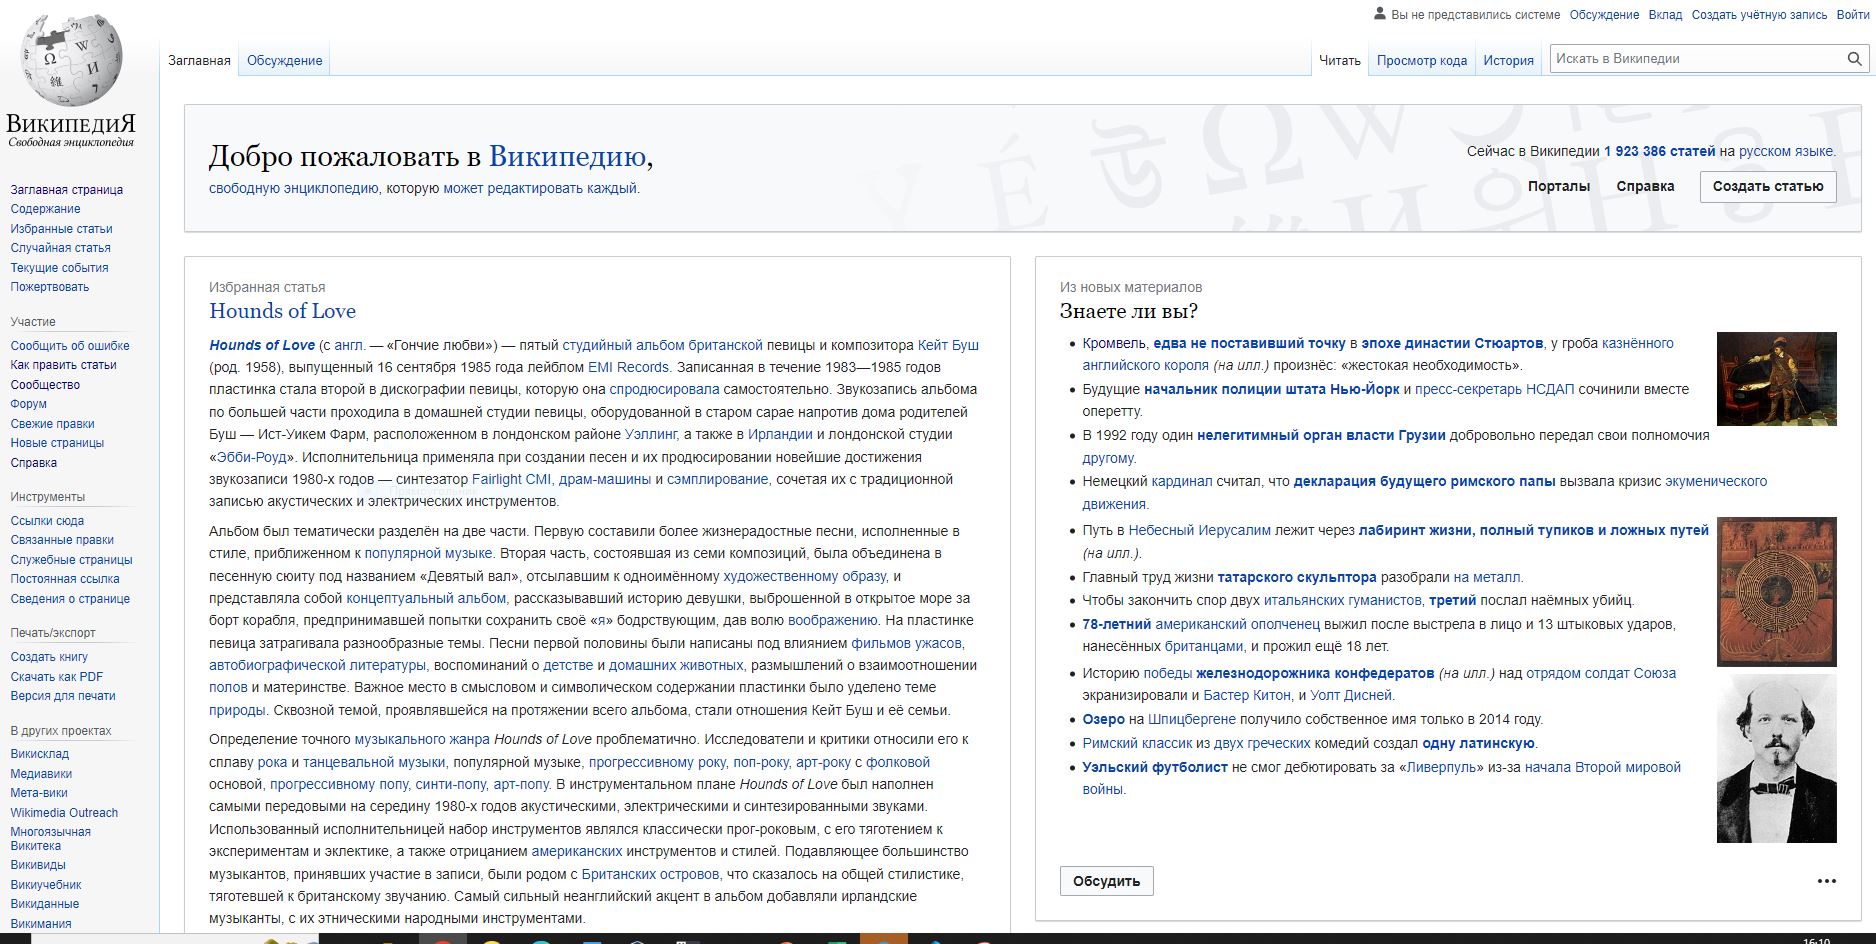 Вы не представились системе Обсуждение Вклад Создать учётную запись Войти
Заглавная Обсуждение
Читать Просмотр кода История Искать в Википедии
ВикипедиЯ
Свободная энциклопедия
Заглавная страница
Содержание
Избранные статьи
Случайная статья
Текущие события
Пожертвовать
Участие
Сообщить об ошибке
Как править статьи
Сообщество
Форум
Свежие правки
Новые страницы
Справка
Инструменты
Ссылки сюда
Связанные правки
Служебные страницы
Постоянная ссылка
Сведения о странице
Печать/экспорт
Создать книгу
Скачать как PDF
Версия для печати
В других проектах
Викисклад
Медиавики
Мета-вики
Wikimedia Outreach
Многоязычная
Викитека
Викивиды
Викиучебник
Викиданные
Викимания
Добро пожаловать в Википедию,
свободную энциклопедию, которую может редактировать каждый.
Сейчас в Википедии 1 923 386 статей на русском языке.
Порталы Справка Создать статью
Избранная статья
Hounds of Love
Hounds of Love (с англ. — «Гончие любви») — пятый студийный альбом британской певицы и композитора Кейт Буш
(род. 1958), выпущенный 16 сентября 1985 года лейблом EMI Records. Записанная в течение 1983—1985 годов
пластинка стала второй в дискографии певицы, которую она спродюсировала самостоятельно. Звукозапись альбома
по большей части проходила в домашней студии певицы, оборудованной в старом сарае напротив дома родителей
Буш — Ист-Уикем Фарм, расположенном в лондонском районе Уэллинг, а также в Ирландии и лондонской студии
«Эбби-Роуд». Исполнительница применяла при создании песен и их продюсировании новейшие достижения
звукозаписи 1980-х годов — синтезатор Fairlight CMI, драм-машины и сэмплирование, сочетая их с традиционной
записью акустических и электрических инструментов.
Альбом был тематически разделён на две части. Первую составили более жизнерадостные песни, исполненные в
стиле, приближенном к популярной музыке. Вторая часть, состоявшая из семи композиций, была объединена в
песенную сюиту под названием «Девятый вал», отсылавшим к одноимённому художественному образу, и
представляла собой концептуальный альбом, рассказывавший историю девушки, выброшенной в открытое море за
борт корабля, предпринимавшей попытки сохранить своё «я» бодрствующим, дав волю воображению. На пластинке
певица затрагивала разнообразные темы. Песни первой половины были написаны под влиянием фильмов ужасов,
автобиографической литературы, воспоминаний о детстве и домашних животных, размышлений о взаимоотношении
полов и материнстве. Важное место в смысловом и символическом содержании пластинки было уделено теме
природы. Сквозной темой, проявлявшейся на протяжении всего альбома, стали отношения Кейт Буш и её семьи.
Определение точного музыкального жанра Hounds of Love проблематично. Исследователи и критики относили его к
сплаву рока и танцевальной музыки, популярной музыке, прогрессивному року, поп-року, арт-року с фолковой
основой, прогрессивному попу, синти-попу, арт-попу. В инструментальном плане Hounds of Love был наполнен
самыми передовыми на середину 1980-х годов акустическими, электрическими и синтезированными звуками.
Использованный исполнительницей набор инструментов являлся классически прог-роковым, с его тяготением к
экспериментам и эклектике, а также отрицанием американских инструментов и стилей. Подавляющее большинство
музыкантов, принявших участие в записи, были родом с Британских островов, что сказалось на общей стилистике,
тяготевшей к британскому звучанию. Самый сильный неанглийский акцент в альбом добавляли ирландские
музыканты, с их этническими народными инструментами.
Из новых материалов
Знаете ли вы?
Кромвель, едва не поставивший точку в эпохе династии Стюартов, у гроба казнённого
английского короля (на илл.) произнёс: «жестокая необходимость».
Будущие начальник полиции штата Нью-Йорк и пресс-секретарь НСДАП сочинили вместе
оперетту.
В 1992 году один нелегитимный орган власти Грузии добровольно передал свои полномочия
другому.
Немецкий кардинал считал, что декларация будущего римского папы вызвала кризис экуменического
движения.
Путь в Небесный Иерусалим лежит через лабиринт жизни, полный тупиков и ложных путей
(на илл.).
Главный труд жизни татарского скульптора разобрали на металл.
Чтобы закончить спор двух итальянских гуманистов, третий послал наёмных убийц.
78-летний американский ополченец выжил после выстрела в лицо и 13 штыковых ударов,
нанесённых британцами, и прожил ещё 18 лет.
Историю победы железнодорожника конфедератов (на илл.) над отрядом солдат Союза
экранизировали и Бастер Китон, и Уолт Дисней.
Озеро на Шпицбергене получило собственное имя только в 2014 году.
Римский классик из двух греческих комедий создал одну латинскую.
Уэльский футболист не смог дебютировать за «Ливерпуль» из-за начала Второй мировой
войны.
Обсудить